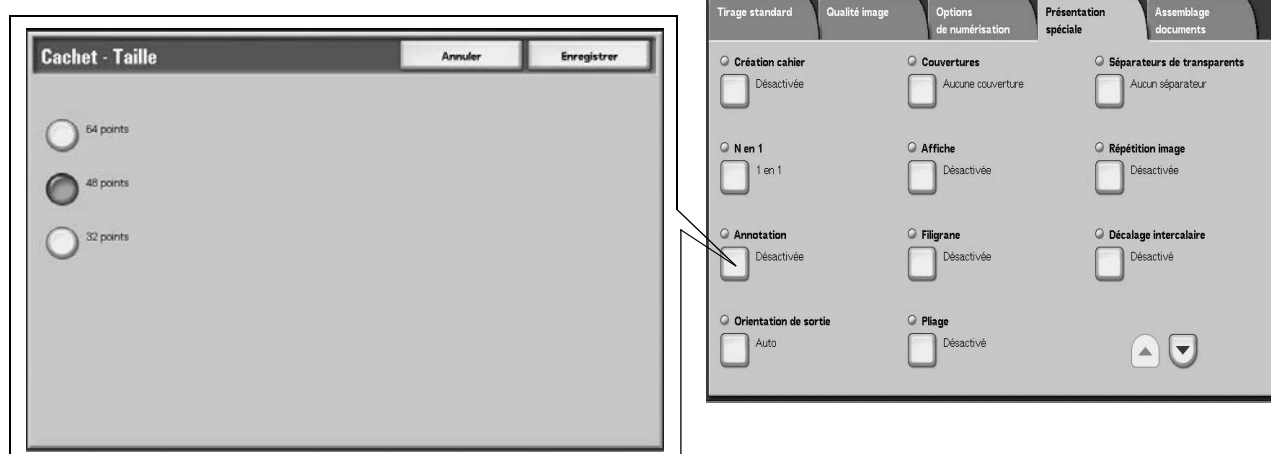 Cachet - Taille
Annuler
Enregistrer
64 points
48 points
32 points
Tirage standard
Qualité image
Options
de numérisation
Présentation
spéciale
Assemblage
documents
Création cahier
Désactivée
Couvertures
Aucune couverture
Séparateurs de transparents
Aucun séparateur
N en 1
1 en 1
Affiche
Désactivée
Répétition image
Désactivée
Annotation
Désactivée
Filigrane
Désactivée
Décalage intercalaire
Désactivé
Orientation de sortie
Auto
Pliage
Désactivé